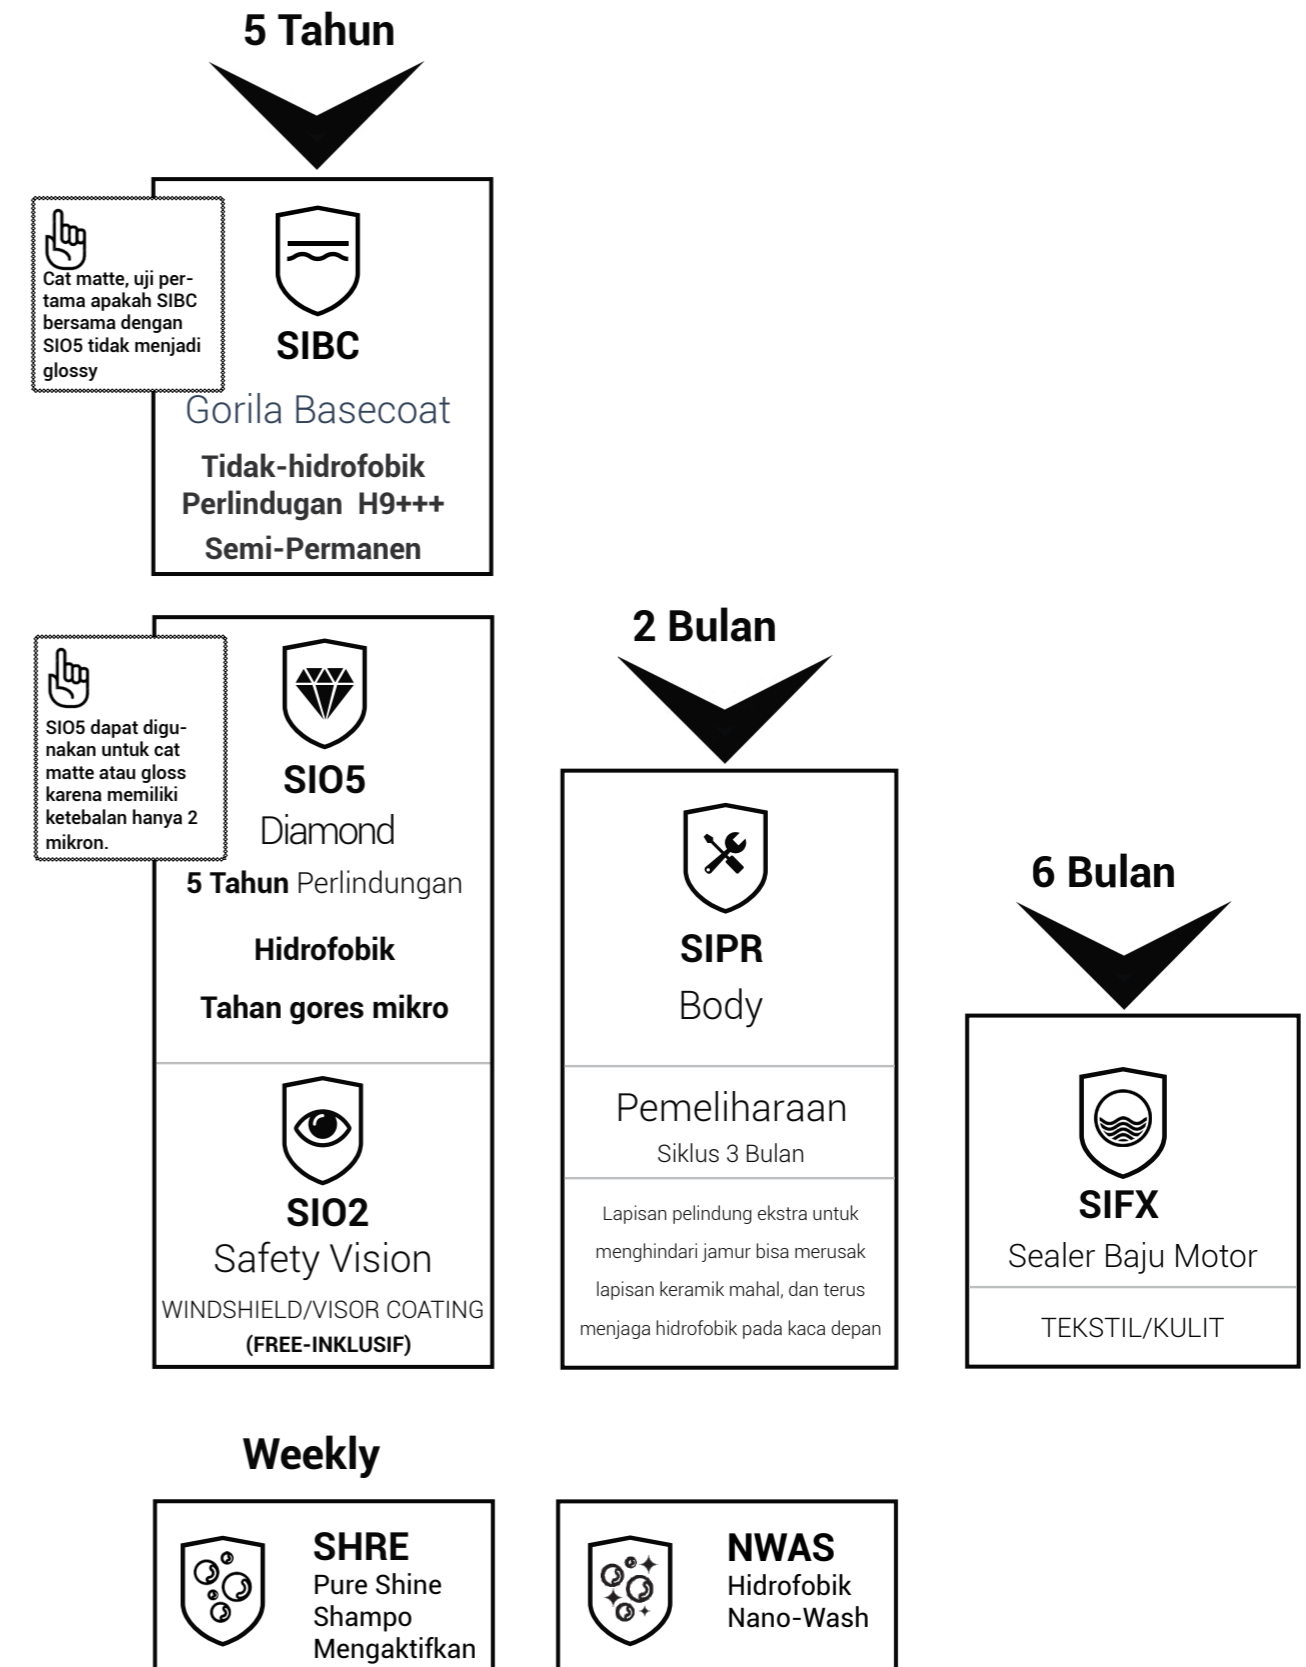 5 Tahun
Cat matte, uji per-
tama apakah SIBC
bersama dengan
SIO5 tidak menjadi
glossy
SIBC
Gorila Basecoat
Tidak-hidrofobik
Perlindugan H9+++
Semi-Permanen
SIO5 dapat digu-
nakan untuk cat
matte atau gloss
karena memiliki
ketebalan hanya 2
mikron.
SIO5
Diamond
5 Tahun Perlindungan
Hidrofobik
Tahan gores mikro
SIO2
Safety Vision
WINDSHIELD/VISOR COATING
(FREE-INKLUSIF)
2 Bulan
SIPR
Body
Pemeliharaan
Siklus 3 Bulan
Lapisan pelindung ekstra untuk
menghindari jamur bisa merusak
lapisan keramik mahal, dan terus
menjaga hidrofobik pada kaca depan
6 Bulan
SIFX
Sealer Baju Motor
TEKSTIL/KULIT
Weekly
SHRE
Pure Shine
Shampo
Mengaktifkan
NWAS
Hidrofobik
Nano-Wash